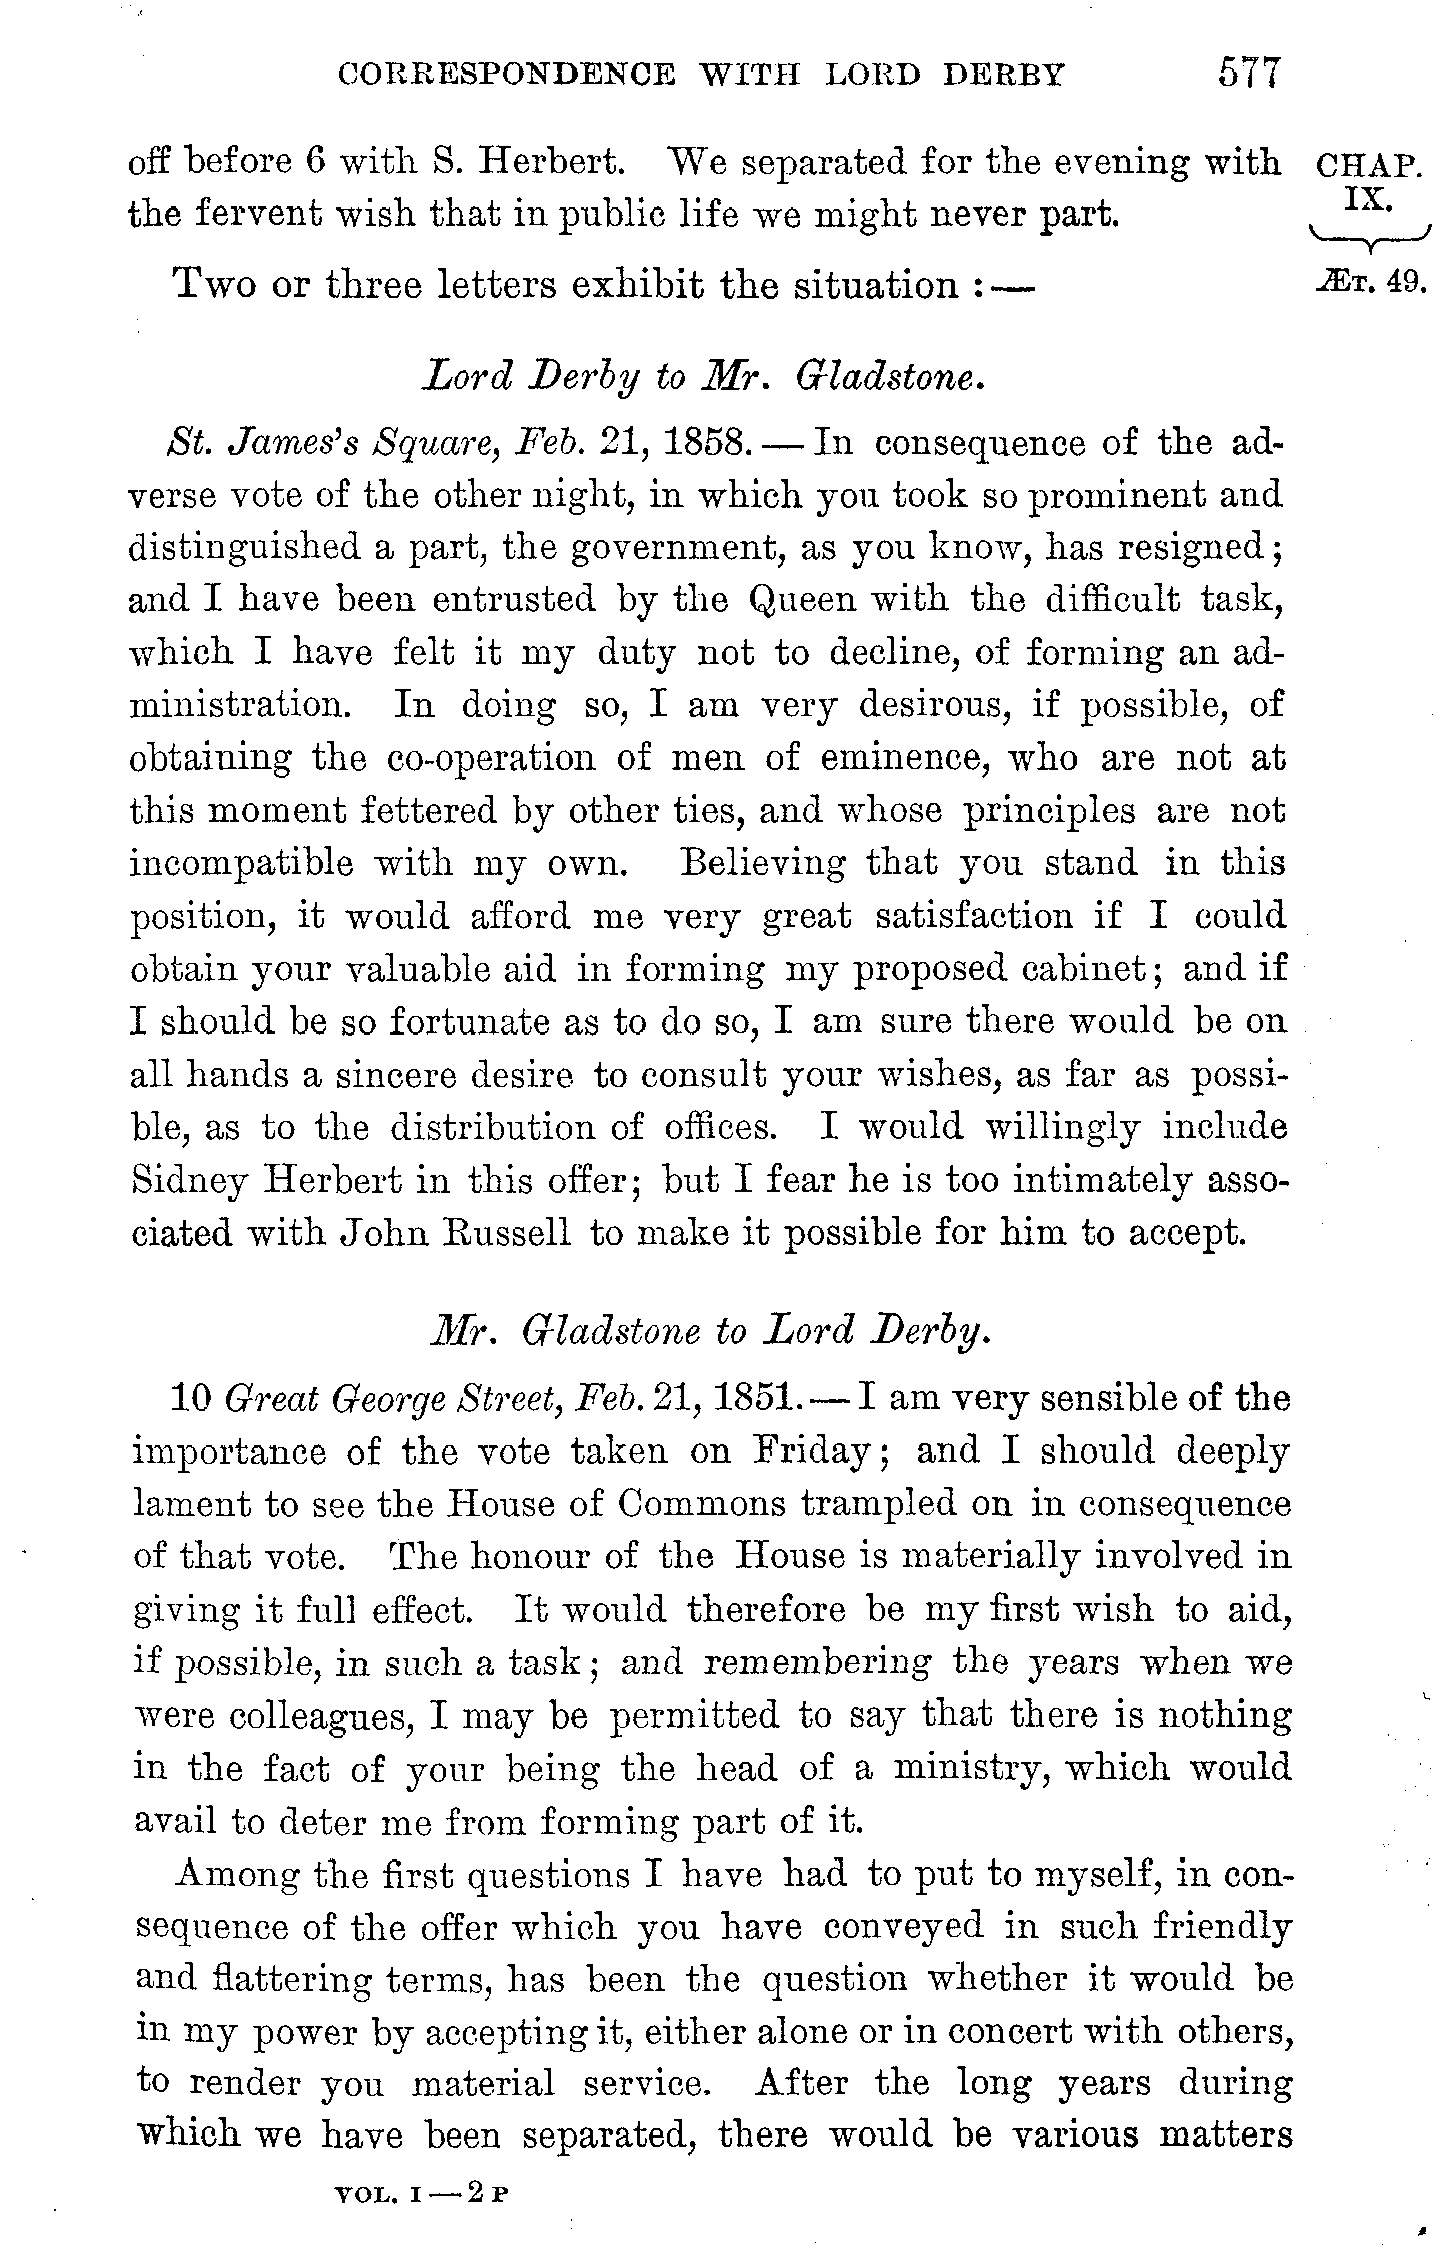 CORRESPONDENCE WITH LORD DERBY 577
off before 6 with S. Herbert. We separated for the evening with
the fervent wish that in public life we might never part.
CHAP.
IX.
ÆT. 49.
Two or three letters exhibit the situation :—
Lord Derby to Mr. Gladstone.
St. James's Square, Feb. 21, 1858. — In consequence of the ad-
verse vote of the other night, in which you took so prominent and
distinguished a part, the government, as you know, has resigned;
and I have been entrusted by the Queen with the difficult task,
which I have felt it my duty not to decline, of forming an ad-
ministration. In doing so, I am very desirous, if possible, of
obtaining the co-operation of men of eminence, who are not at
this moment fettered by other ties, and whose principles are not
incompatible with my own. Believing that you stand in this
position, it would afford me very great satisfaction if I could
obtain your valuable aid in forming my proposed cabinet; and if
I should be so fortunate as to do so, I am sure there would be on
all hands a sincere desire to consult your wishes, as far as possi-
ble, as to the distribution of offices. I would willingly include
Sidney Herbert in this offer; but I fear he is too intimately asso-
ciated with John Russell to make it possible for him to accept.
Mr. Gladstone to Lord Derby.
10 Great George Street, Feb. 21, 1851. — I am very sensible of the
importance of the vote taken on Friday; and I should deeply
lament to see the House of Commons trampled on in consequence
of that vote. The honour of the House is materially involved in
giving it full effect. It would therefore be my first wish to aid,
if possible, in such a task; and remembering the years when we
were colleagues, I may be permitted to say that there is nothing
in the fact of your being the head of a ministry, which would
avail to deter me from forming part of it.
Among the first questions I have had to put to myself, in con-
sequence of the offer which you have conveyed in such friendly
and flattering terms, has been the question whether it would be
in my power by accepting it, either alone or in concert with others,
to render you material service. After the long years during
which we have been separated, there would be various matters
VOL. I — 2 P